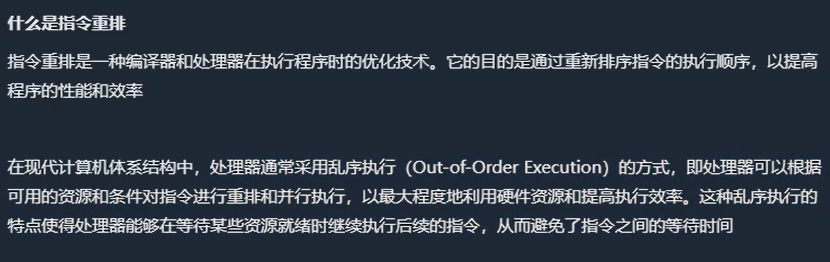 什么是指令重排
指令重排是一种编译器和处理器在执行程序时的优化技术。它的目的是通过重新排序指令的执行顺序，以提高
程序的性能和效率
在现代计算机体系结构中，处理器通常采用乱序执行（Out-of-Order Execution）的方式，即处理器可以根据
可用的资源和条件对指令进行重排和并行执行，以最大程度地利用硬件资源和提高执行效率。这种乱序执行的
特点使得处理器能够在等待某些资源就绪时继续执行后续的指令，从而避免了指令之间的等待时间